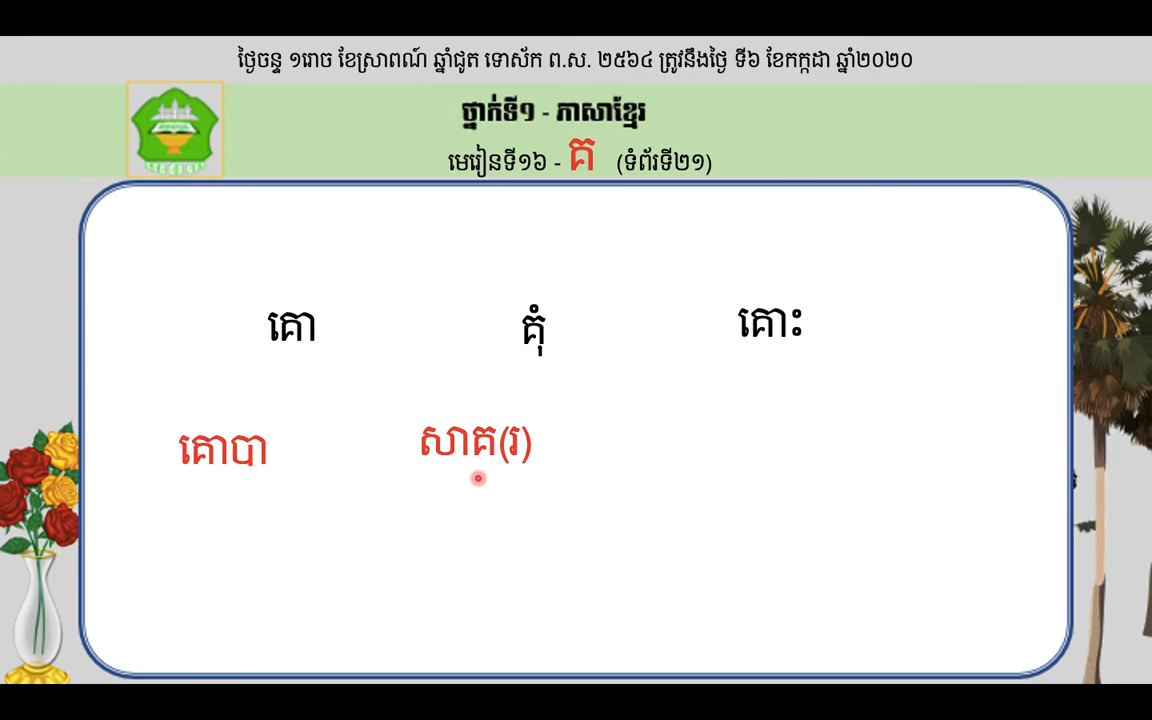 ថ្ងៃចន្ទ ១រោច ខែស្រាពណ៍ ឆ្នាំជូត ទោស័ក ព.ស. ២៥៦៤ ត្រូវនឹងថ្ងៃ ទី៦ ខែកក្កដា ឆ្នាំ២០២០
ថ្នាក់ទី១ - ភាសាខ្មែរ
មេរៀនទី១៦ - គ (ទំព័រទី២១)
គោ គុំ គោះ
គោបា សាគ(រ)